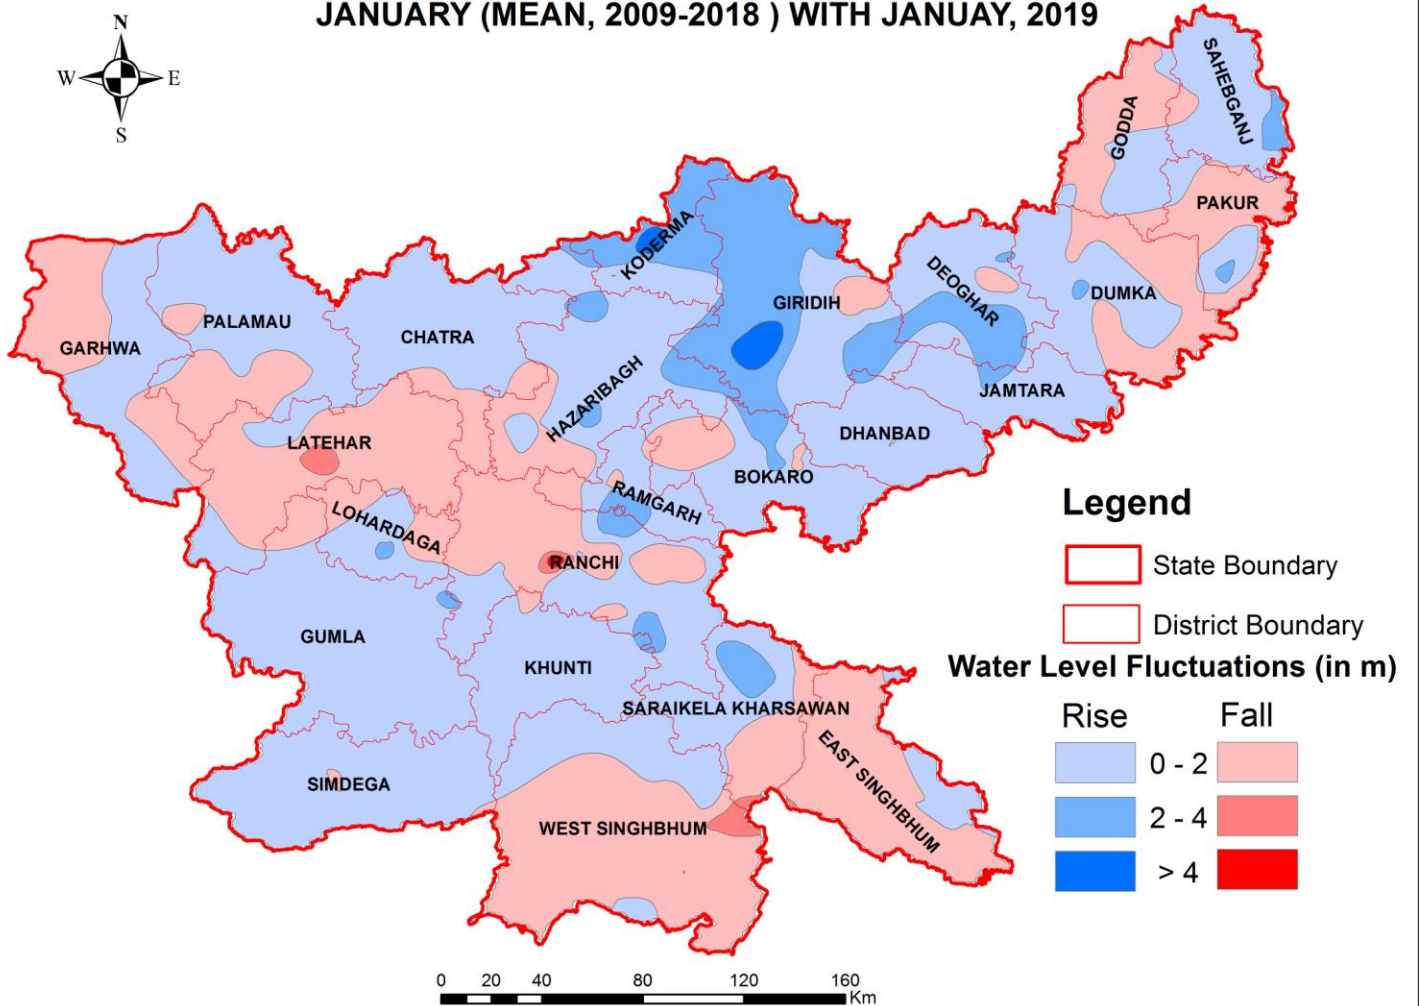 JANUARY (MEAN, 2009-2018 ) WITH JANUAY, 2019
N
W E
S
SAHEBGANJ
GODDA
PAKUR
KODERMA
DEOGHAR
DUMKA
GIRIDIH
PALAMAU
CHATRA
GARHWA
HAZARIBAGH
JAMTARA
LATEHAR
DHANBAD
BOKARO
RAMGARH
LOHARDAGA
RANCHI
GUMLA
KHUNTI
SARAIKELA KHARSAWAN
EAST SINGHBHUM
SIMDEGA
WEST SINGHBHUM
Legend
State Boundary
District Boundary
Water Level Fluctuations (in m)
Rise Fall
0 - 2
2 - 4
> 4
0 20 40 80 120 160
Km